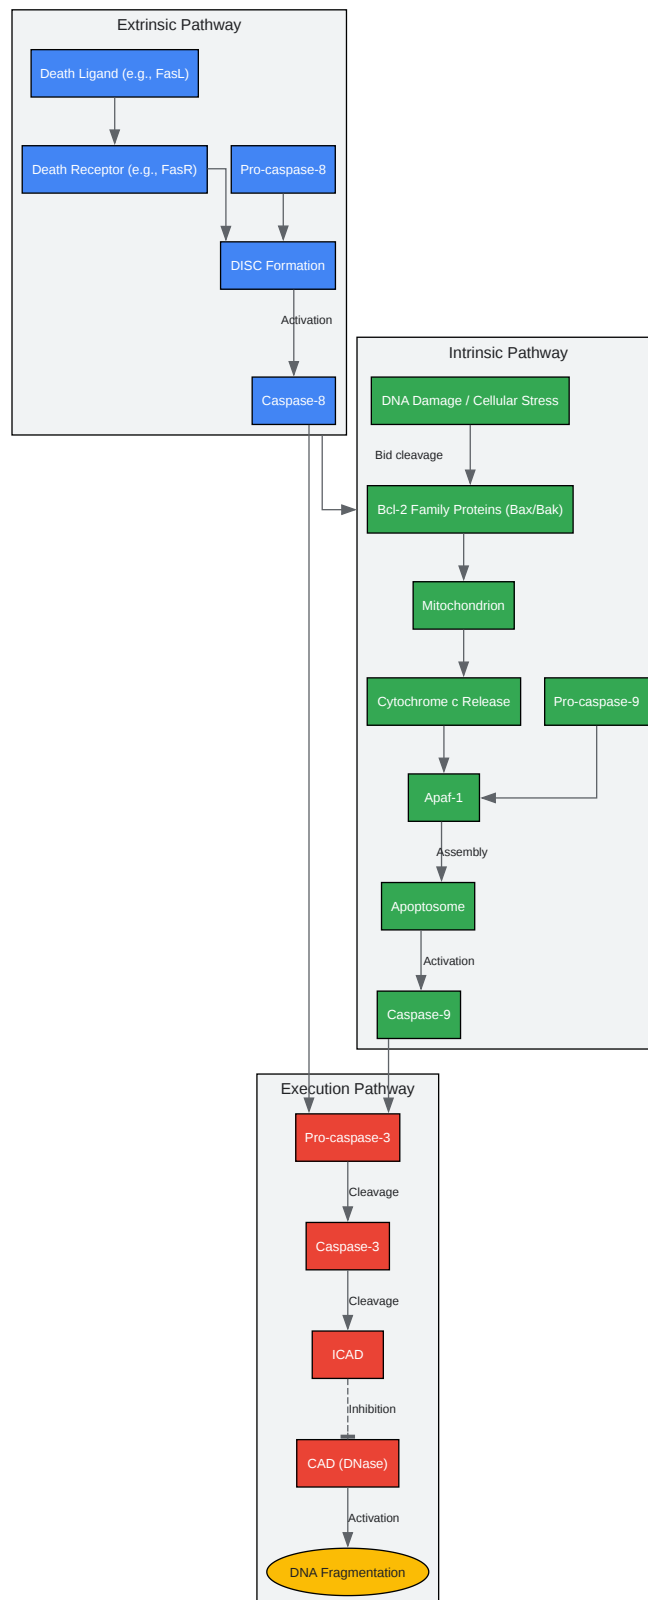 Extrinsic Pathway
Death Ligand (e.g., FasL)
Death Receptor (e.g., FasR)
Pro-caspase-8
DISC Formation
Activation
Caspase-8
Intrinsic Pathway
DNA Damage / Cellular Stress
Bid cleavage
Bcl-2 Family Proteins (Bax/Bak)
Mitochondrion
Cytochrome c Release
Pro-caspase-9
Apaf-1
Assembly
Apoptosome
Activation
Caspase-9
Execution Pathway
Pro-caspase-3
Cleavage
Caspase-3
Cleavage
ICAD
Inhibition
CAD (DNase)
Activation
DNA Fragmentation